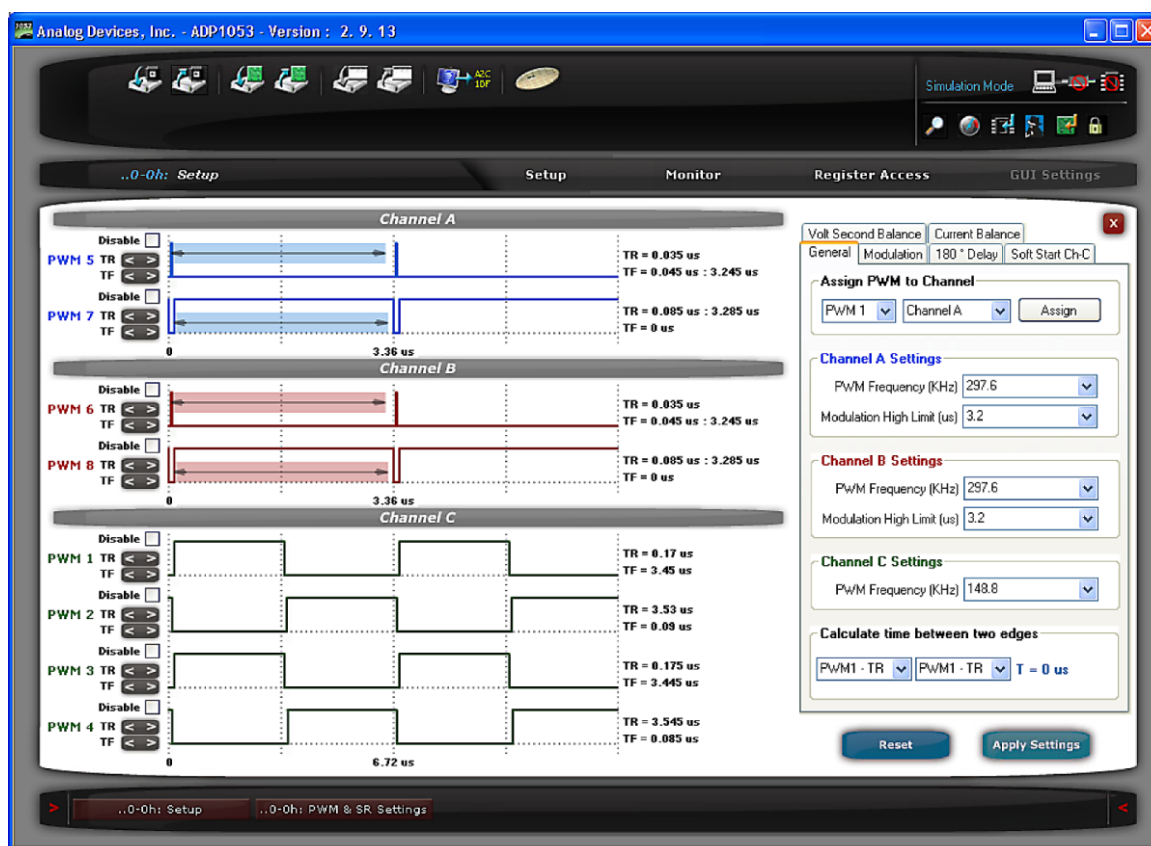 Analog Devices, Inc. - ADP1053 - Version : 2. 9. 13
A2C
10F
Simulation Mode
..0-0h: Setup
Setup
Monitor
Register Access
GUI Settings
Channel A
Disable
PWM 5 TR < >
TF < >
TR = 0.035 us
TF = 0.045 us : 3.245 us
Disable
PWM 7 TR < >
TF < >
TR = 0.085 us : 3.285 us
TF = 0 us
0
3.36 us
Channel B
Disable
PWM 6 TR < >
TF < >
TR = 0.035 us
TF = 0.045 us : 3.245 us
Disable
PWM 8 TR < >
TF < >
TR = 0.085 us : 3.285 us
TF = 0 us
0
3.36 us
Channel C
Disable
PWM 1 TR < >
TF < >
TR = 0.17 us
TF = 3.45 us
Disable
PWM 2 TR < >
TF < >
TR = 3.53 us
TF = 0.09 us
Disable
PWM 3 TR < >
TF < >
TR = 0.175 us
TF = 3.445 us
Disable
PWM 4 TR < >
TF < >
TR = 3.545 us
TF = 0.085 us
0
6.72 us
Volt Second Balance
Current Balance
General
Modulation
180 ° Delay
Soft Start Ch-C
Assign PWM to Channel
PWM 1
Channel A
Assign
Channel A Settings
PWM Frequency (KHz) 297.6
Modulation High Limit (us) 3.2
Channel B Settings
PWM Frequency (KHz) 297.6
Modulation High Limit (us) 3.2
Channel C Settings
PWM Frequency (KHz) 148.8
Calculate time between two edges
PWM1 - TR
PWM1 - TR
T = 0 us
Reset
Apply Settings
>
..0-0h: Setup
..0-0h: PWM & SR Settings
<